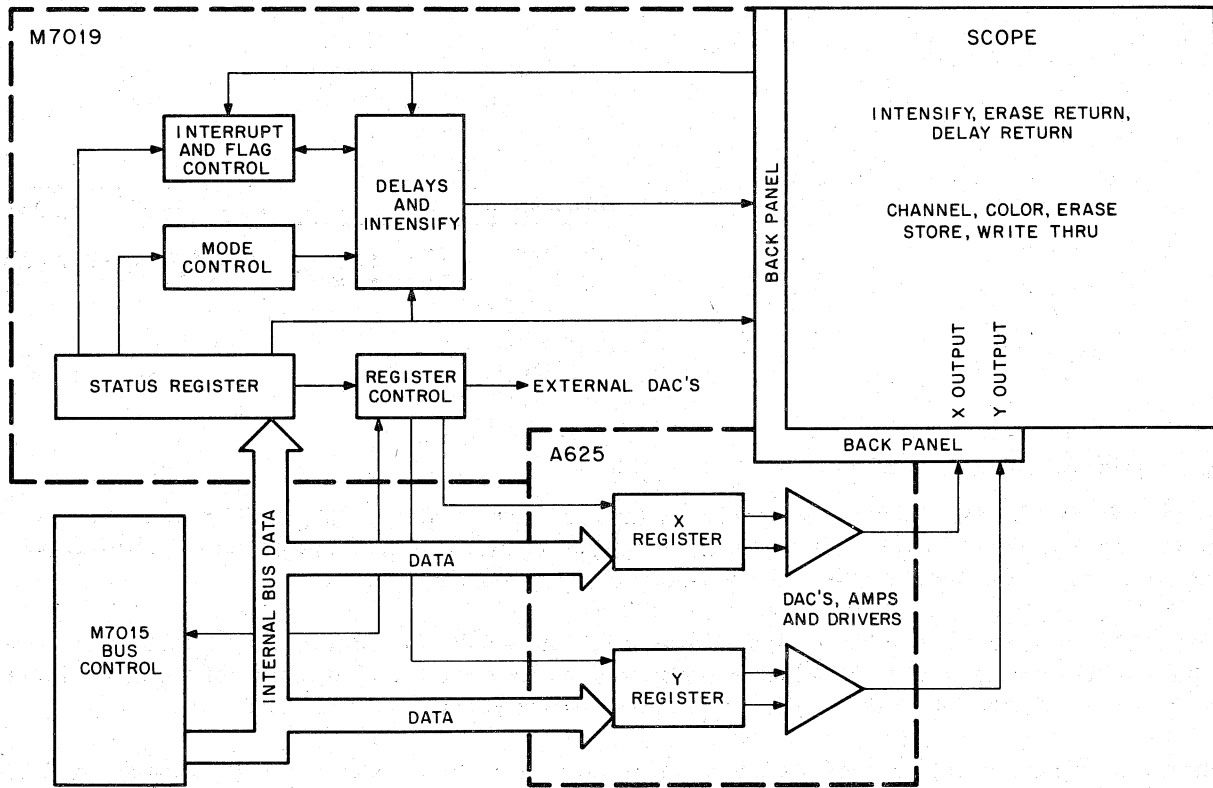 M7019
SCOPE
INTENSIFY, ERASE RETURN,
DELAY RETURN
INTERRUPT
AND FLAG
CONTROL
DELAYS
AND
INTENSIFY
BACK PANEL
CHANNEL, COLOR, ERASE
STORE, WRITE THRU
MODE
CONTROL
X OUTPUT
Y OUTPUT
STATUS REGISTER
REGISTER
CONTROL
EXTERNAL DAC'S
BACK PANEL
A625
INTERNAL BUS DATA
X
REGISTER
DATA
DAC'S, AMPS
AND DRIVERS
M7015
BUS
CONTROL
Y
REGISTER
DATA